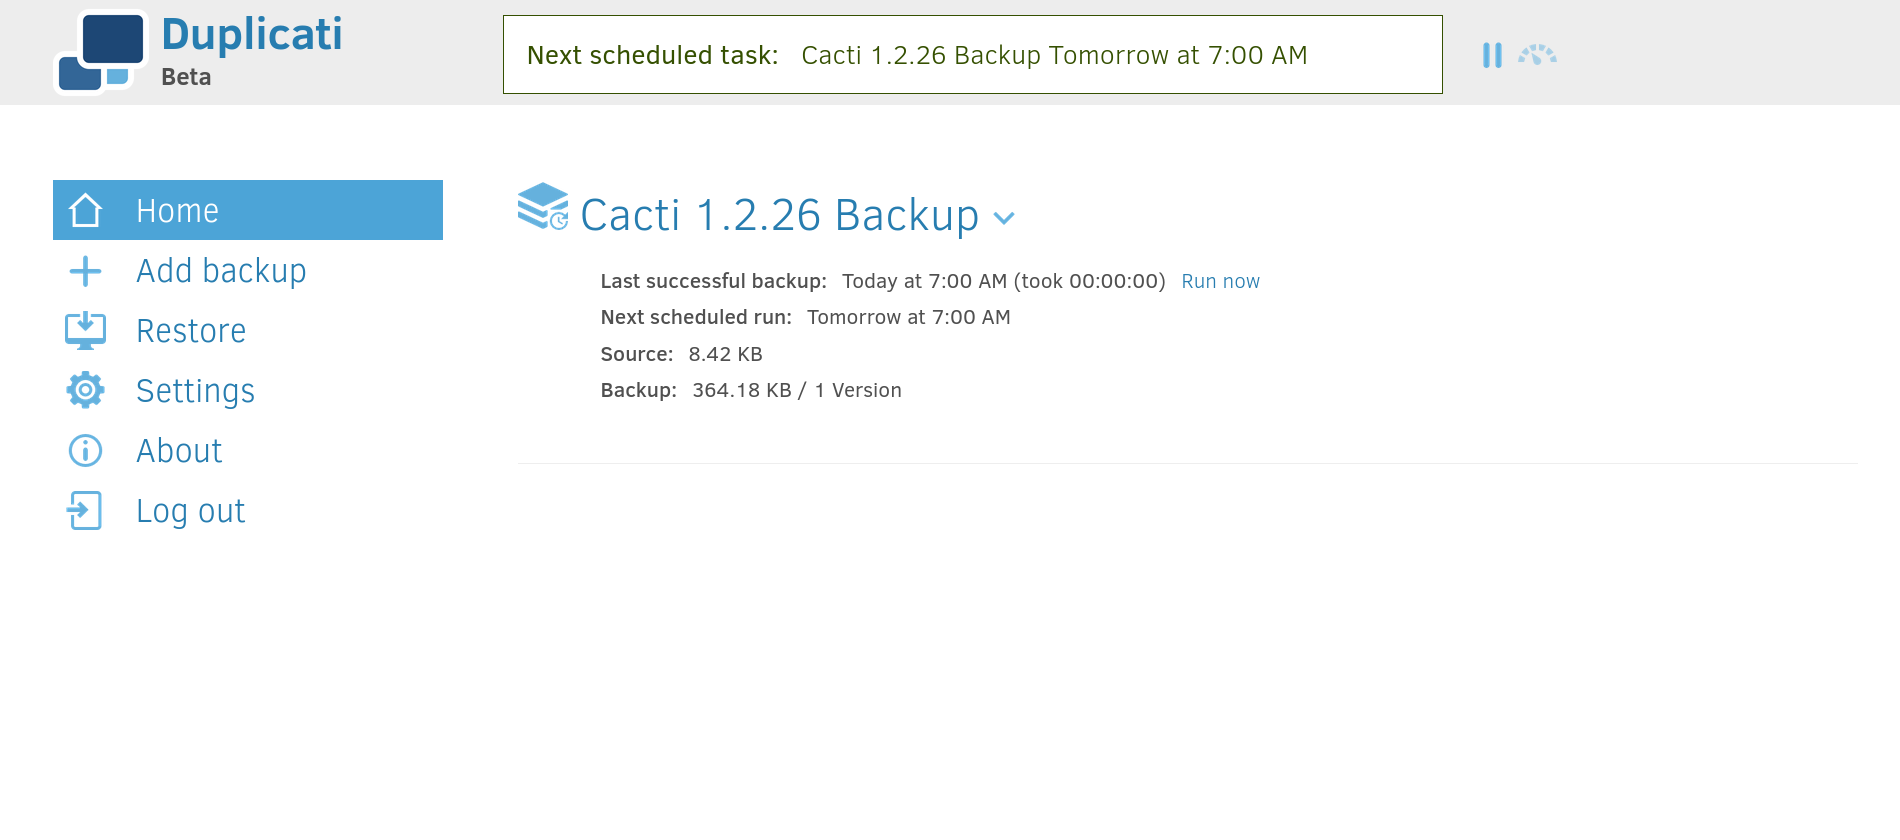 Duplicati
Beta
Next scheduled task: Cacti 1.2.26 Backup Tomorrow at 7:00 AM
Home
Add backup
Restore
Settings
About
Log out
Cacti 1.2.26 Backup
Last successful backup: Today at 7:00 AM (took 00:00:00) Run now
Next scheduled run: Tomorrow at 7:00 AM
Source: 8.42 KB
Backup: 364.18 KB / 1 Version